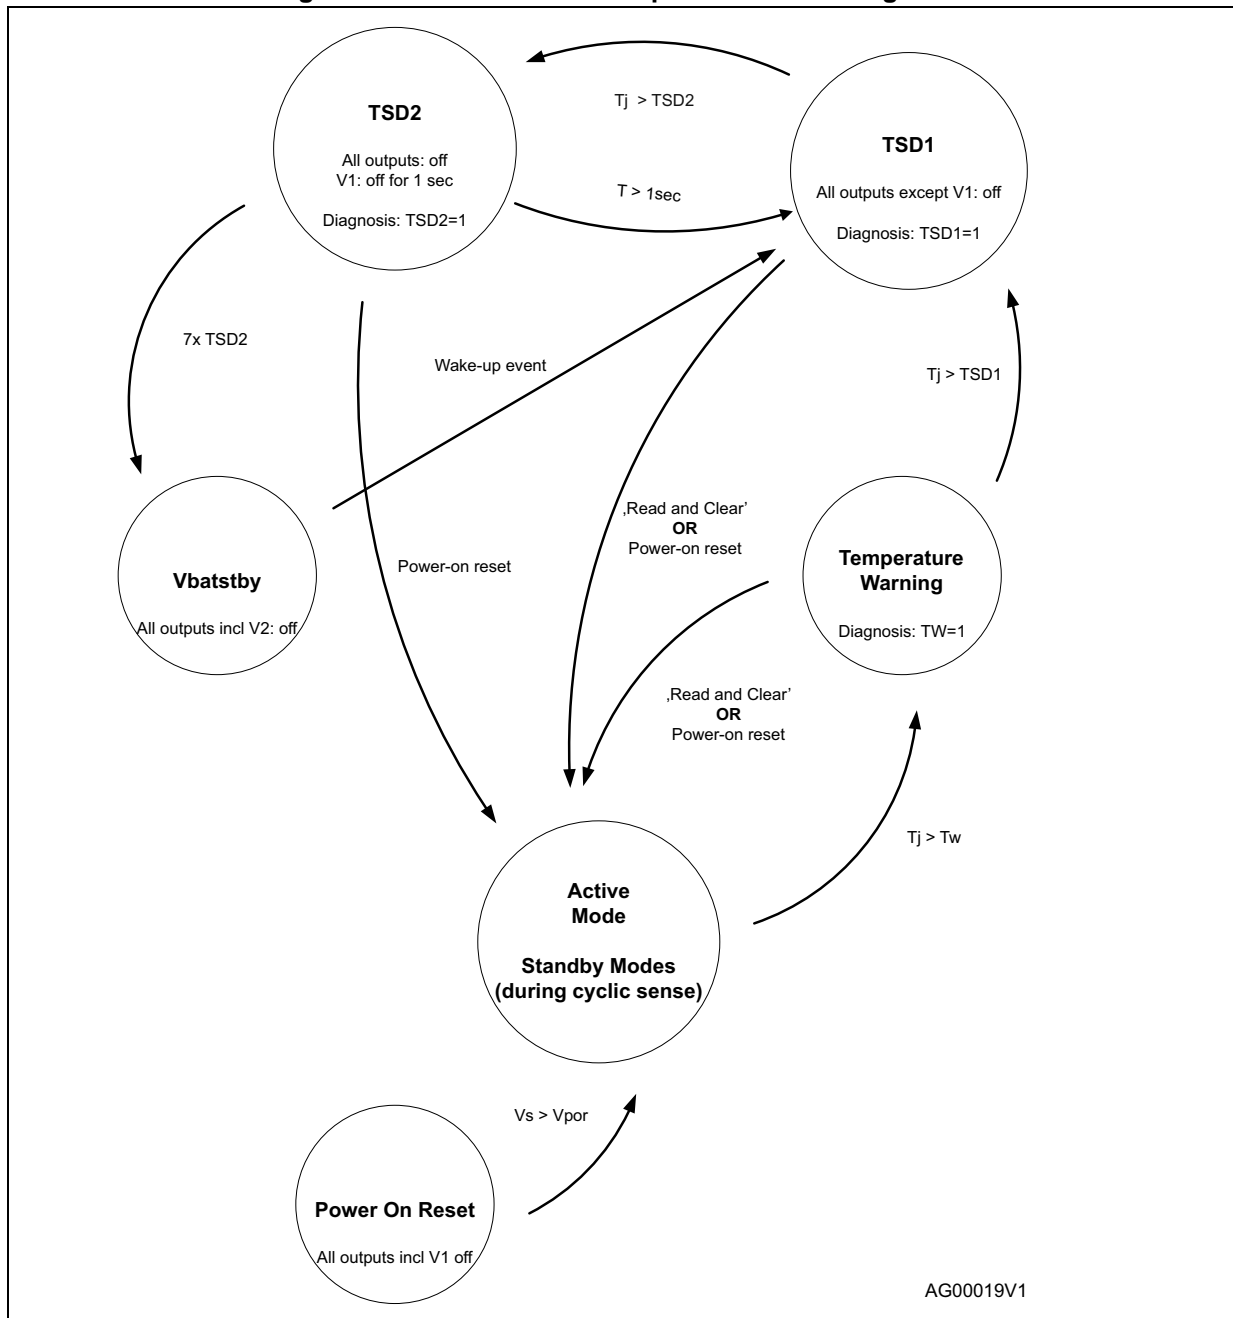 Tj > TSD2
TSD2
All outputs: off
V1: off for 1 sec
Diagnosis: TSD2=1
TSD1
All outputs except V1: off
Diagnosis: TSD1=1
T > 1sec
7x TSD2
Wake-up event
Tj > TSD1
‚Read and Clear’
OR
Power-on reset
Power-on reset
Temperature
Warning
Diagnosis: TW=1
Vbatstby
All outputs incl V2: off
‚Read and Clear’
OR
Power-on reset
Tj > Tw
Active
Mode
Standby Modes
(during cyclic sense)
Vs > Vpor
Power On Reset
All outputs incl V1 off
AG00019V1